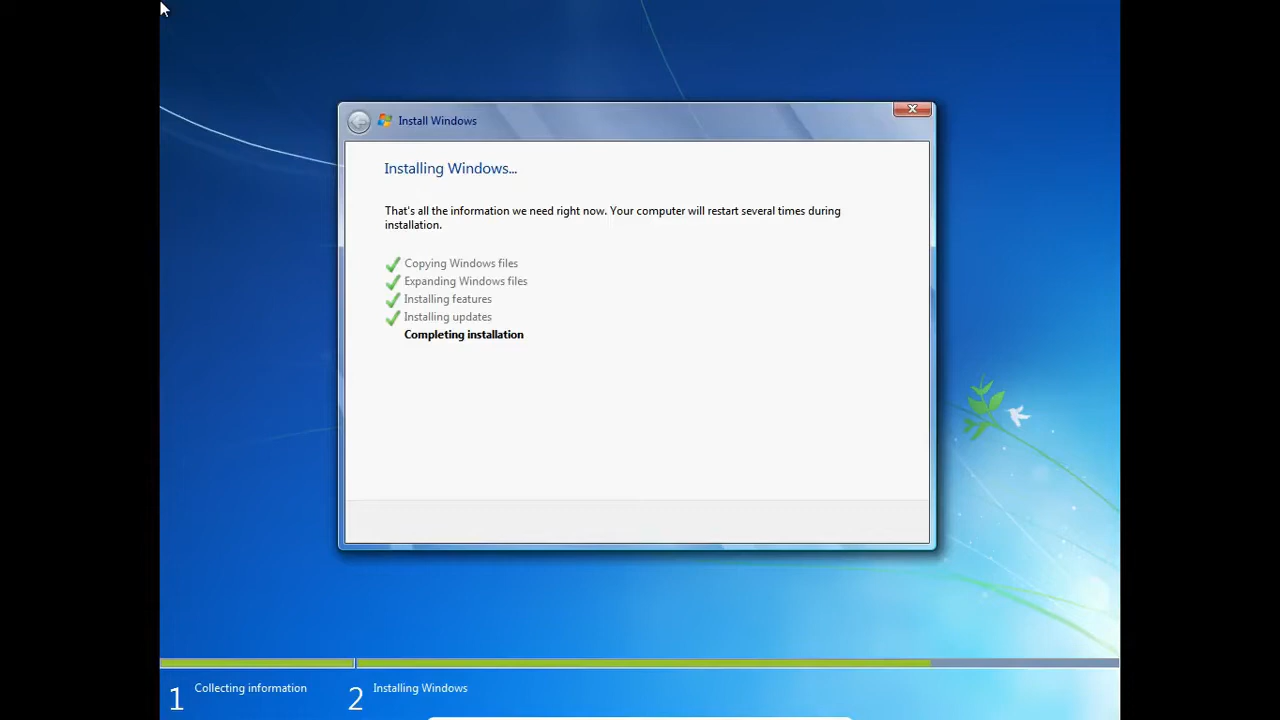 Install Windows
Installing Windows...
That's all the information we need right now. Your computer will restart several times during
installation.
Copying Windows files
Expanding Windows files
Installing features
Installing updates
Completing installation
1 Collecting information
2 Installing Windows